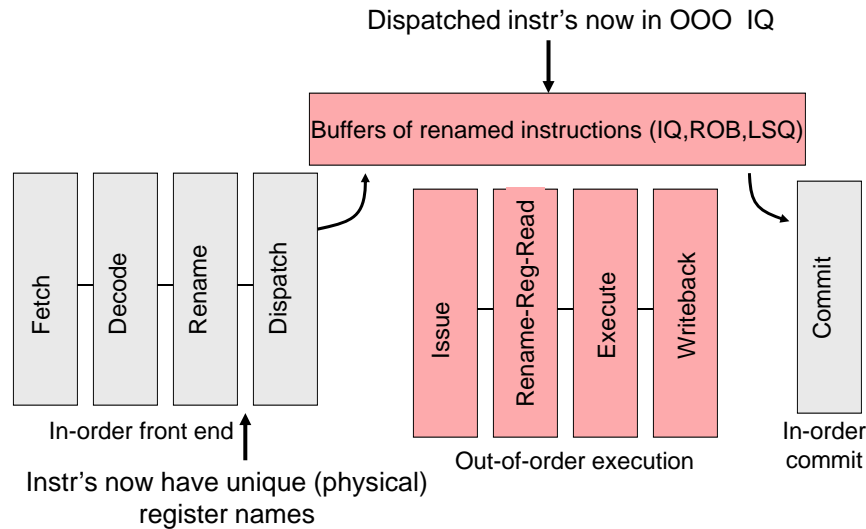 Dispatched instr's now in OOO IQ
Buffers of renamed instructions (IQ,ROB,LSQ)
Fetch
Decode
Rename
Dispatch
Issue
Rename-Reg-Read
Execute
Writeback
Commit
In-order front end
Out-of-order execution
In-order
commit
Instr's now have unique (physical)
register names